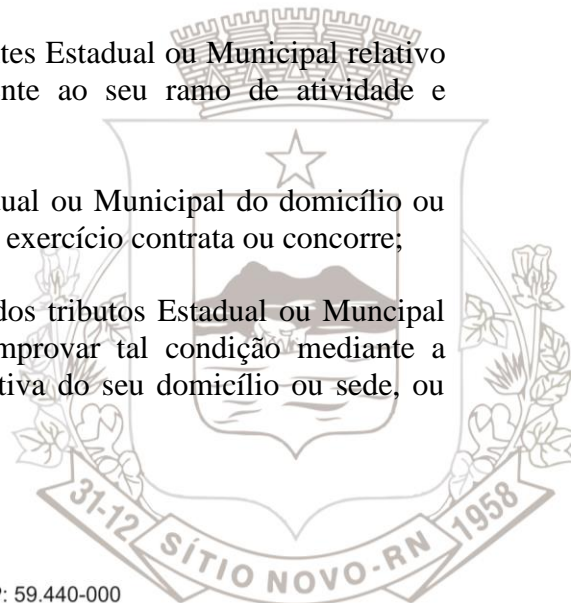 tes Estadual ou Municipal relativo
nte ao seu ramo de atividade e
ual ou Municipal do domicílio ou
exercício contrata ou concorre;
dos tributos Estadual ou Muncipal
mprovar tal condição mediante a
tiva do seu domicílio ou sede, ou
31-12 SÍTIO NOVO-RN 1958
: 59.440-000